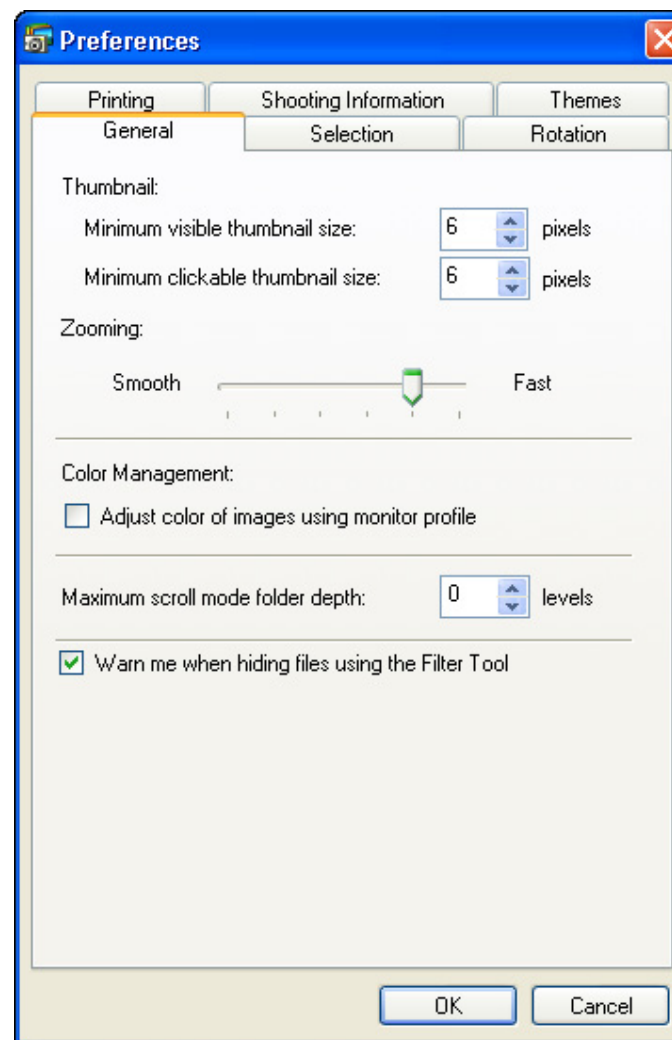 Preferences
Printing Shooting Information Themes
General Selection Rotation
Thumbnail:
Minimum visible thumbnail size: 6 pixels
Minimum clickable thumbnail size: 6 pixels
Zooming:
Smooth Fast
Color Management:
Adjust color of images using monitor profile
Maximum scroll mode folder depth: 0 levels
Warn me when hiding files using the Filter Tool
OK Cancel